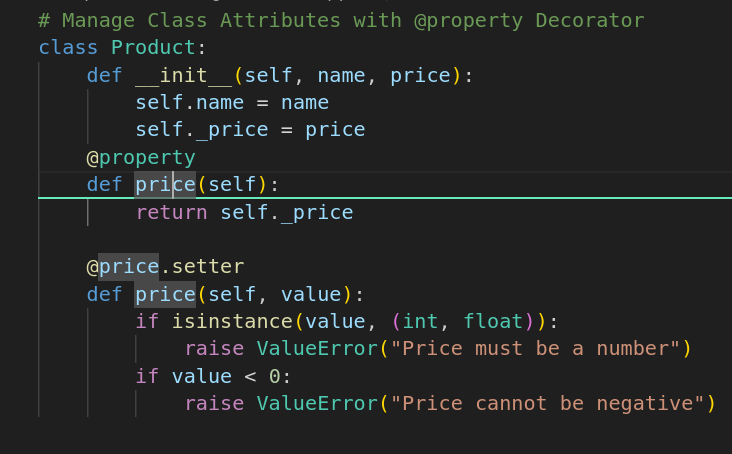 # Manage Class Attributes with @property Decorator
class Product:
    def __init__(self, name, price):
        self.name = name
        self._price = price
    @property
    def price(self):
        return self._price

    @price.setter
    def price(self, value):
        if isinstance(value, (int, float)):
            raise ValueError("Price must be a number")
        if value < 0:
            raise ValueError("Price cannot be negative")